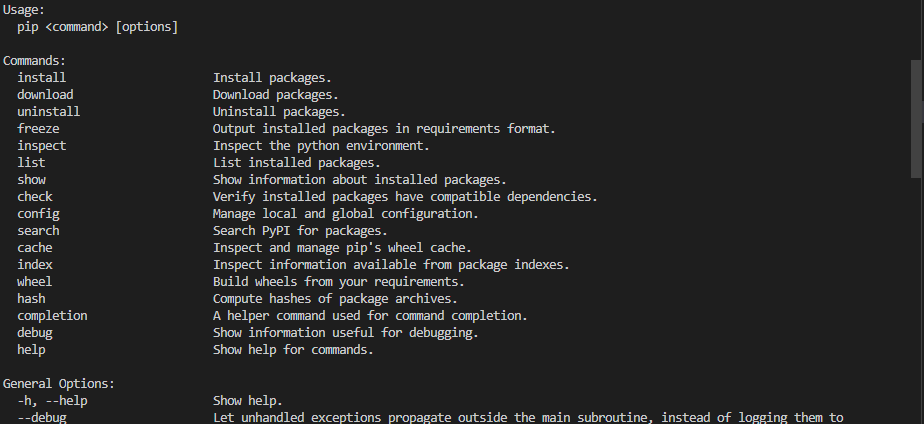 Usage:
  pip <command> [options]

Commands:
  install                     Install packages.
  download                    Download packages.
  uninstall                   Uninstall packages.
  freeze                      Output installed packages in requirements format.
  inspect                     Inspect the python environment.
  list                        List installed packages.
  show                        Show information about installed packages.
  check                       Verify installed packages have compatible dependencies.
  config                      Manage local and global configuration.
  search                      Search PyPI for packages.
  cache                       Inspect and manage pip's wheel cache.
  index                       Inspect information available from package indexes.
  wheel                       Build wheels from your requirements.
  hash                        Compute hashes of package archives.
  completion                  A helper command used for command completion.
  debug                       Show information useful for debugging.
  help                        Show help for commands.

General Options:
  -h, --help                  Show help.
  --debug                     Let unhandled exceptions propagate outside the main subroutine, instead of logging them to